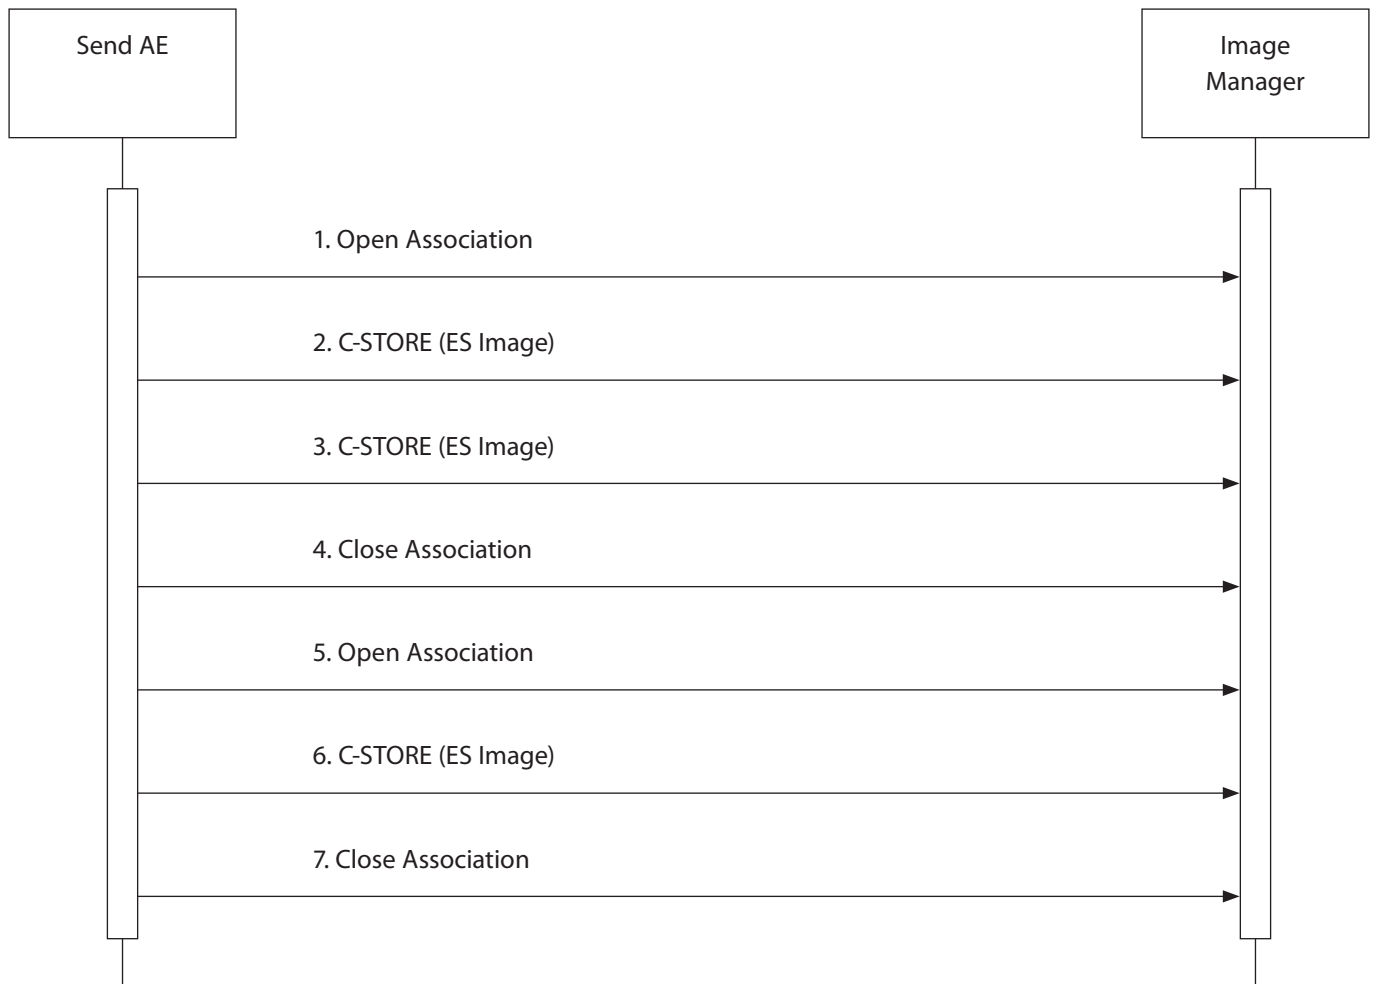 Send AE
Image
Manager
1. Open Association
2. C-STORE (ES Image)
3. C-STORE (ES Image)
4. Close Association
5. Open Association
6. C-STORE (ES Image)
7. Close Association